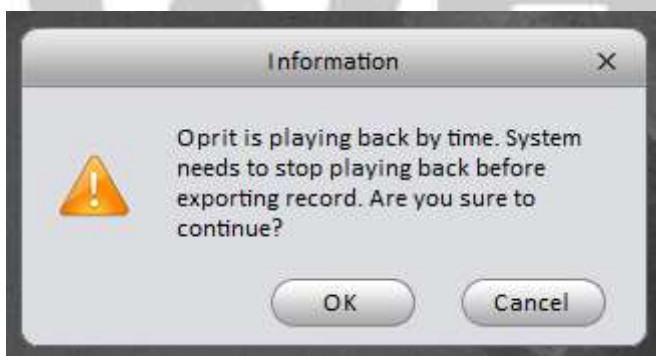 Information
Oprit is playing back by time. System
needs to stop playing back before
exporting record. Are you sure to
continue?
OK
Cancel